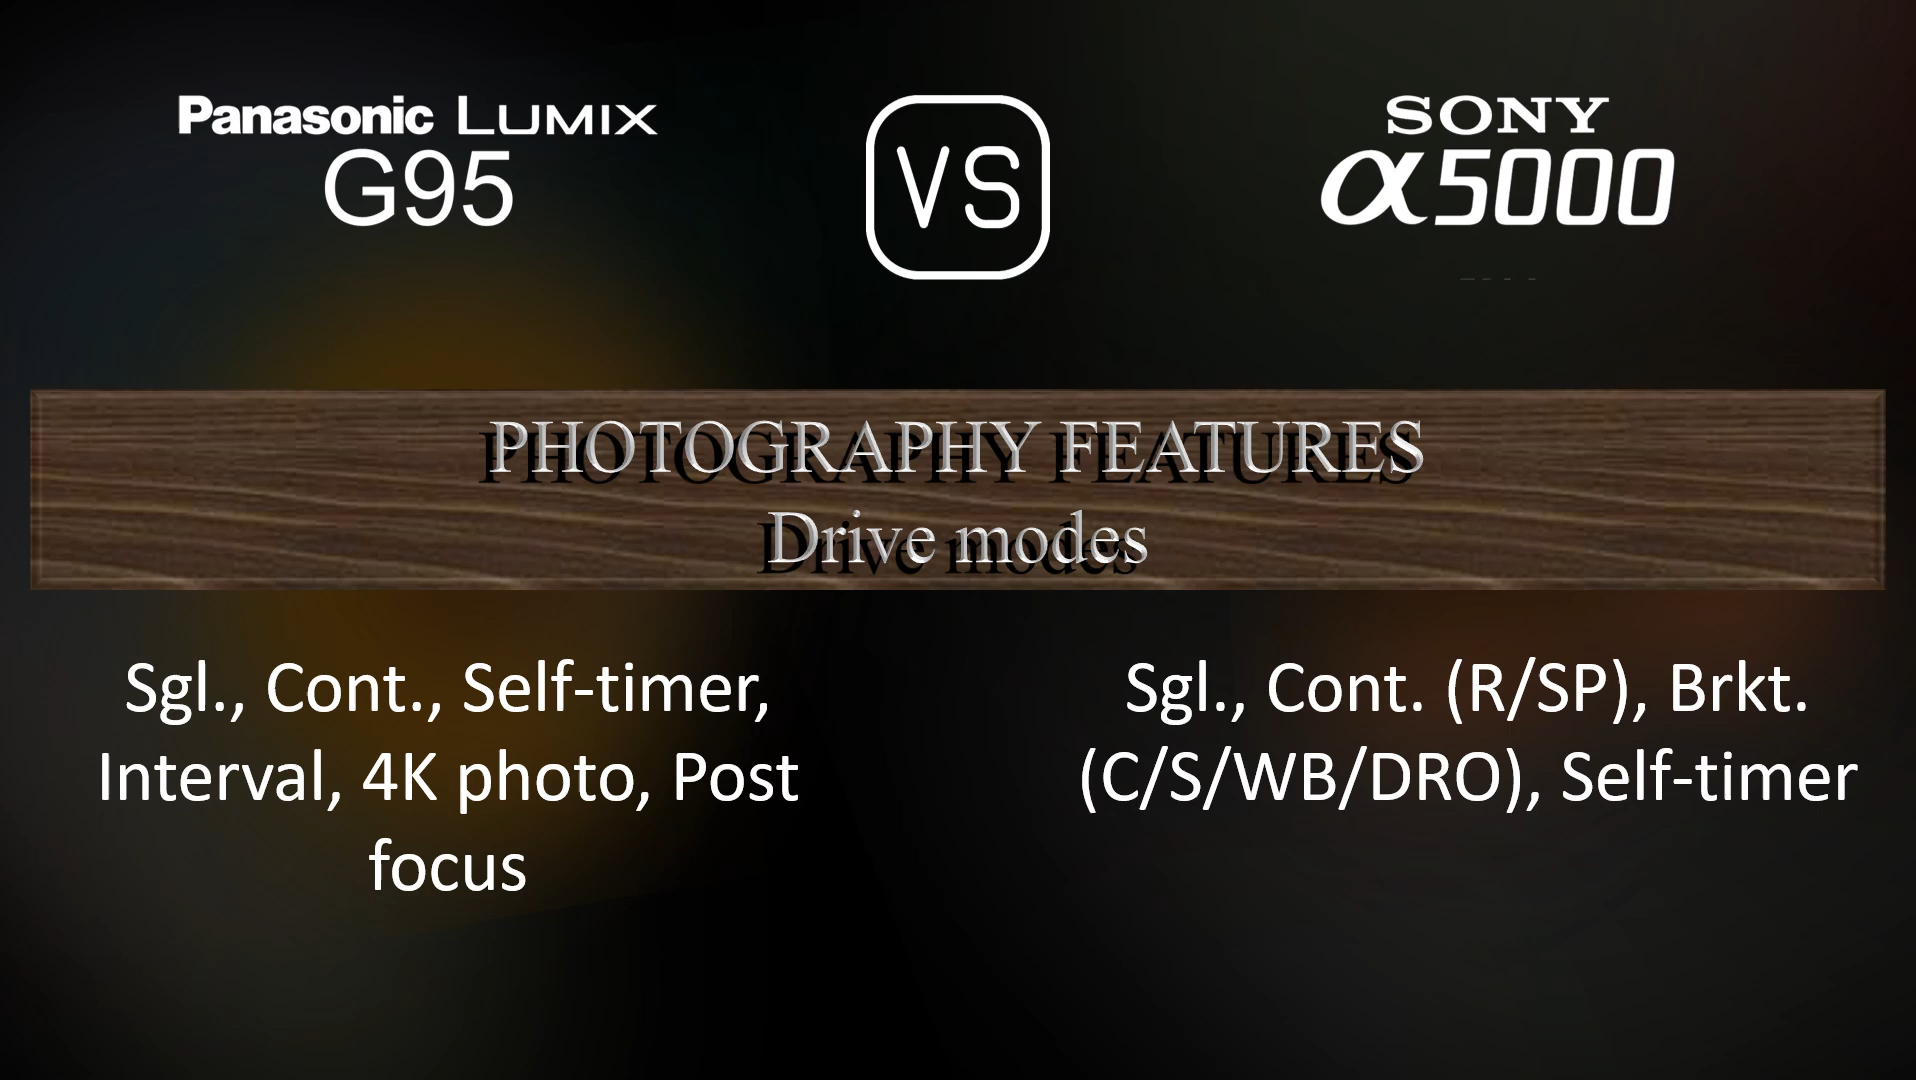 Panasonic LUMIX
G95
VS
SONY
α5000
PHOTOGRAPHY FEATURES
Drive modes
Sgl., Cont., Self-timer,
Interval, 4K photo, Post
focus
Sgl., Cont. (R/SP), Brkt.
(C/S/WB/DRO), Self-timer